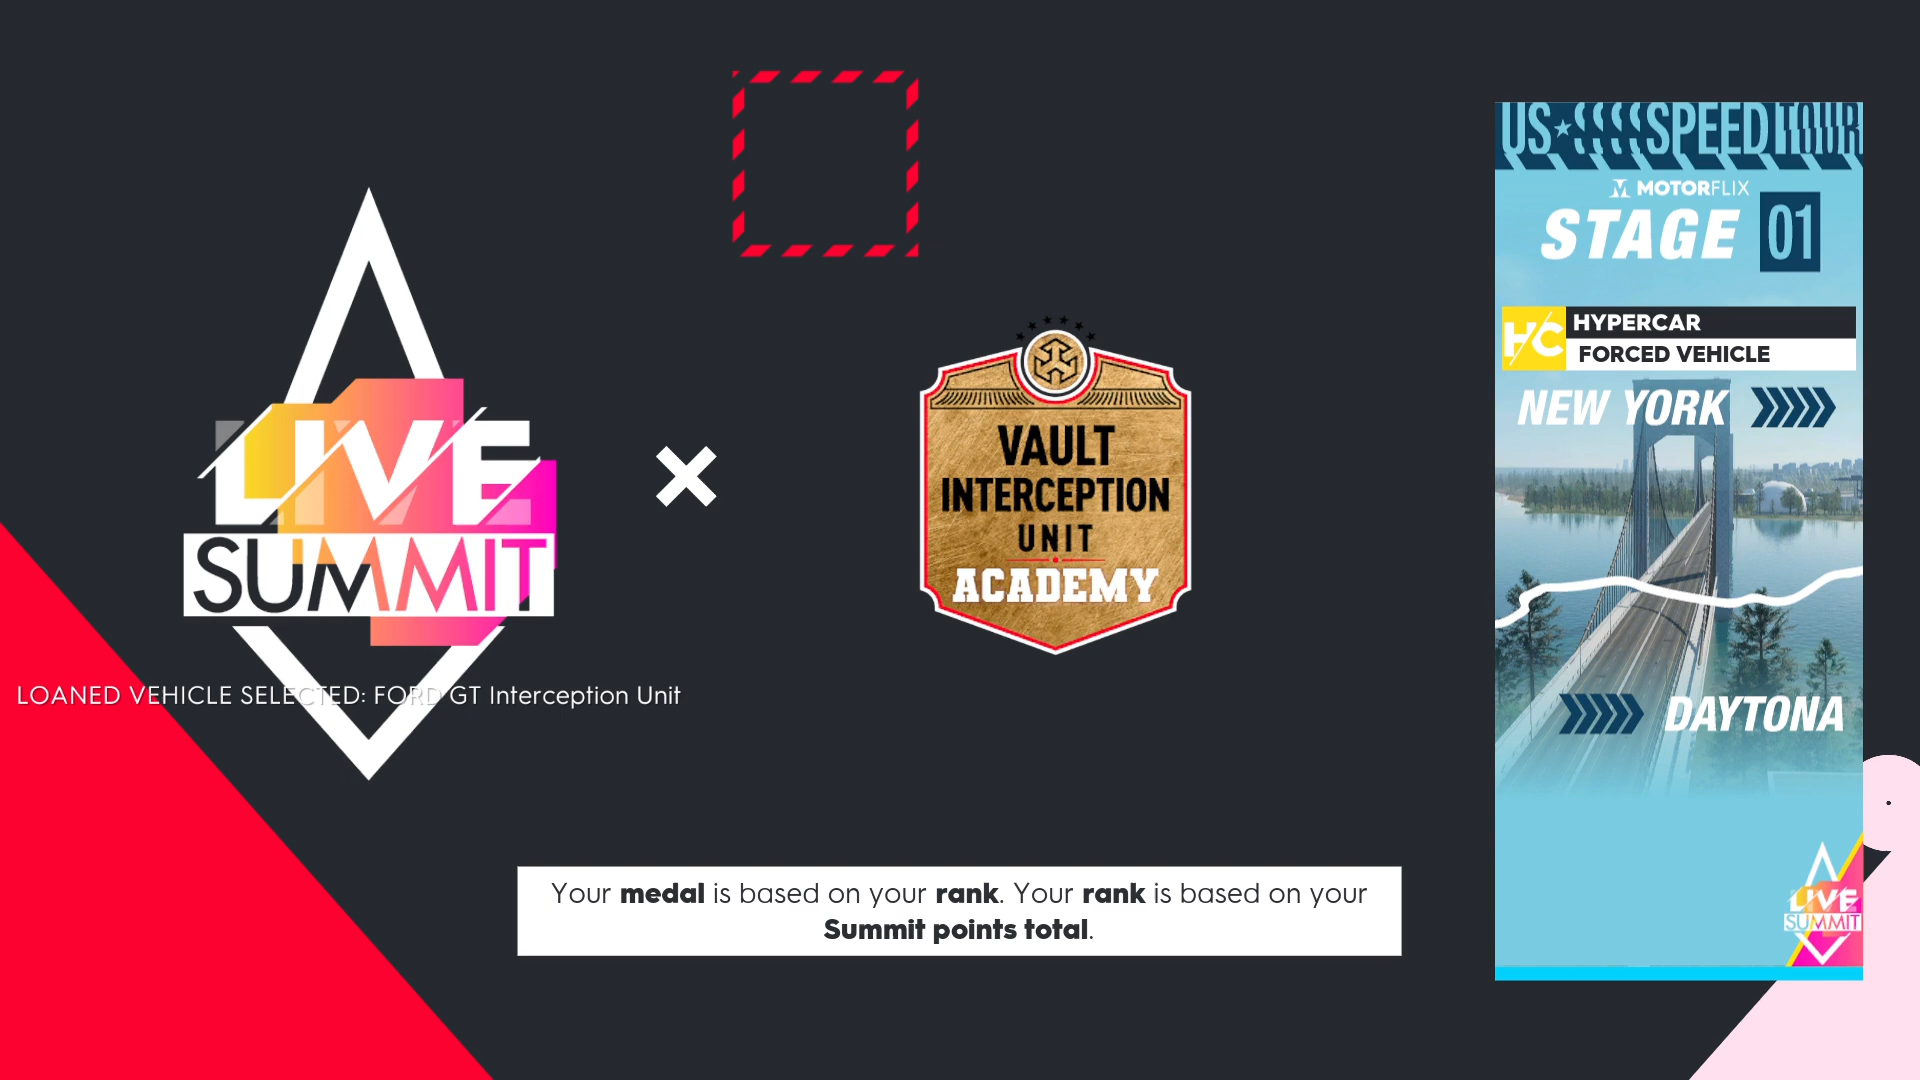 LIVE
SUMMIT
LOANED VEHICLE SELECTED: FORD GT Interception Unit
VAULT
INTERCEPTION
UNIT
ACADEMY
Your medal is based on your rank. Your rank is based on your
Summit points total.
US SPEED TOUR
MOTORFLIX
STAGE 01
H/C HYPERCAR
FORCED VEHICLE
NEW YORK
DAYTONA
LIVE
SUMMIT